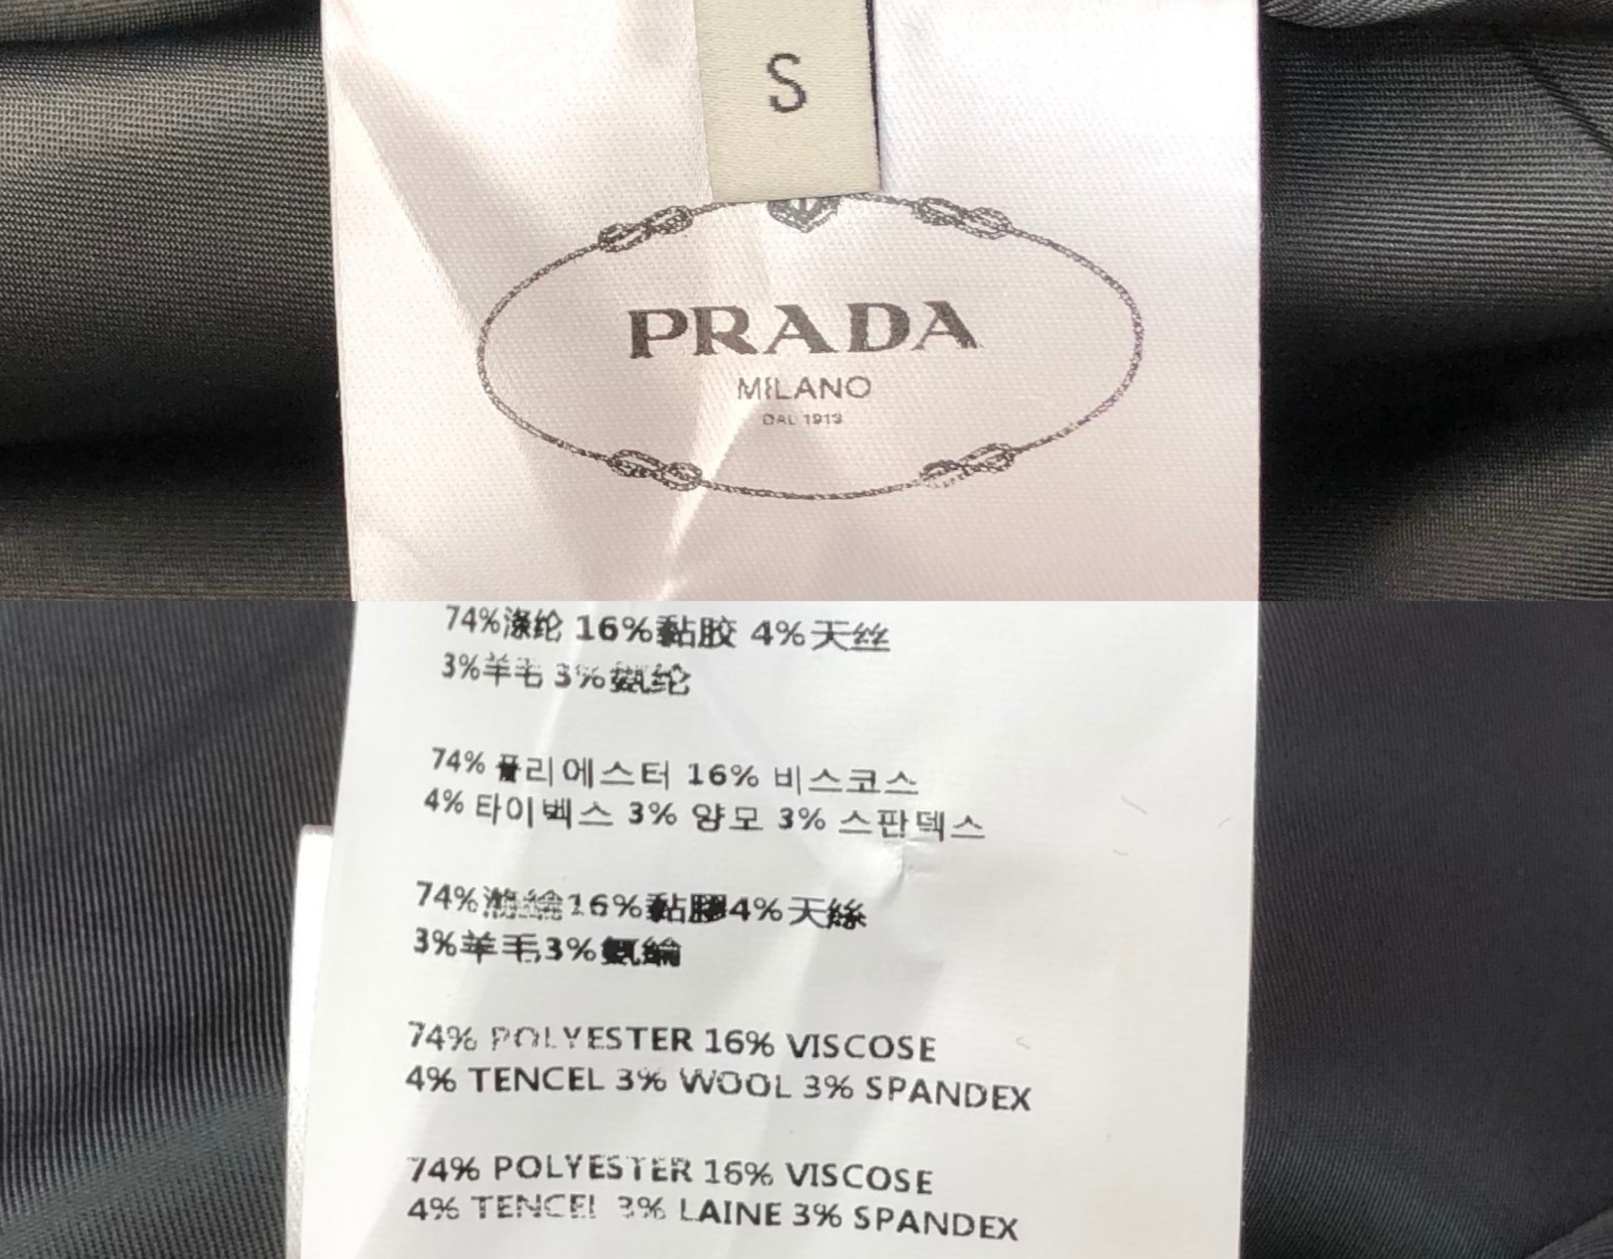 S
PRADA
MILANO
DAL 1913
74%涤纶 16%黏胶 4%天丝
3%羊毛 3%氨纶
74% 폴리에스터 16% 비스코스
4% 타이벡스 3% 양모 3% 스판덱스
74%滌綸16%黏膠4%天絲
3%羊毛3%氨綸
74% POLYESTER 16% VISCOSE
4% TENCEL 3% WOOL 3% SPANDEX
74% POLYESTER 16% VISCOSE
4% TENCEL 3% LAINE 3% SPANDEX